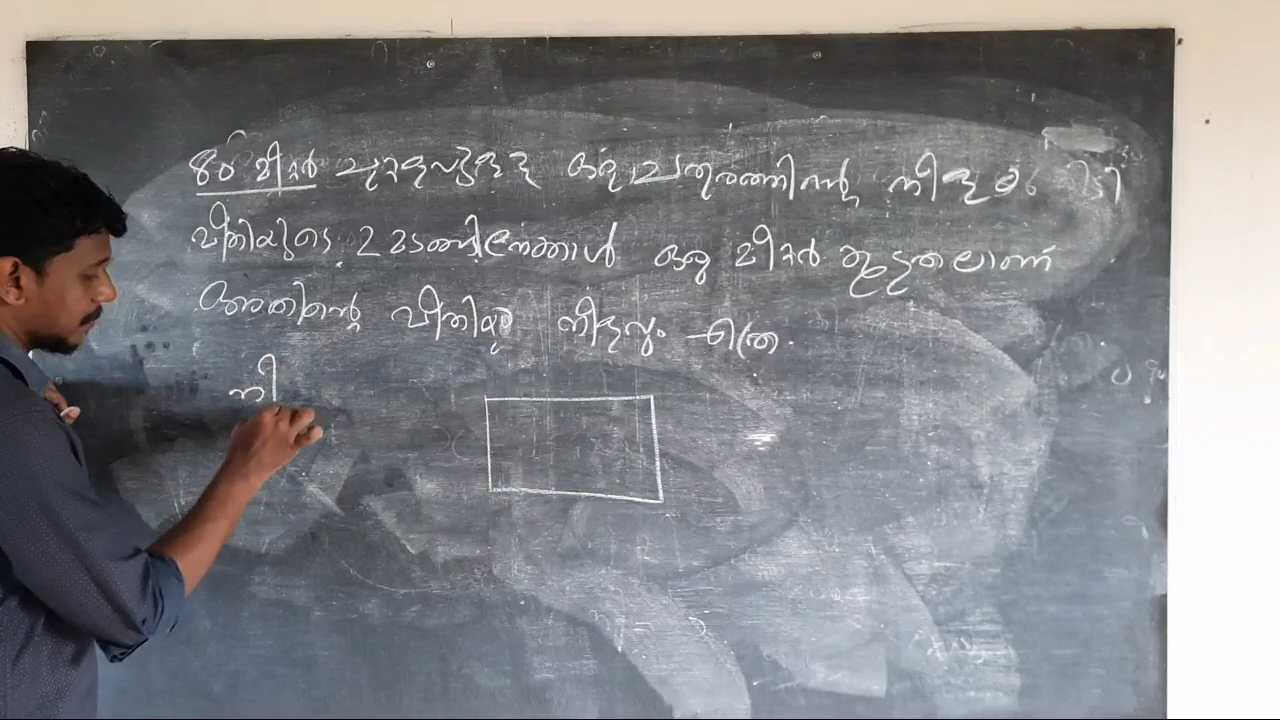 80 മീറ്റർ ചുറ്റളവുള്ള ഒരു ചതുരത്തിന്റെ നീളം
വീതിയുടെ 2 മടങ്ങിനേക്കാൾ ഒരു മീറ്റർ കൂടുതലാണ്
അതിന്റെ വീതിയും നീളവും എത്ര.
നീ